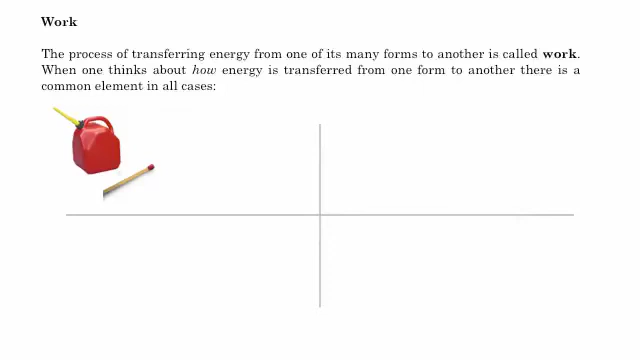 Work
The process of transferring energy from one of its many forms to another is called work.
When one thinks about how energy is transferred from one form to another there is a
common element in all cases: